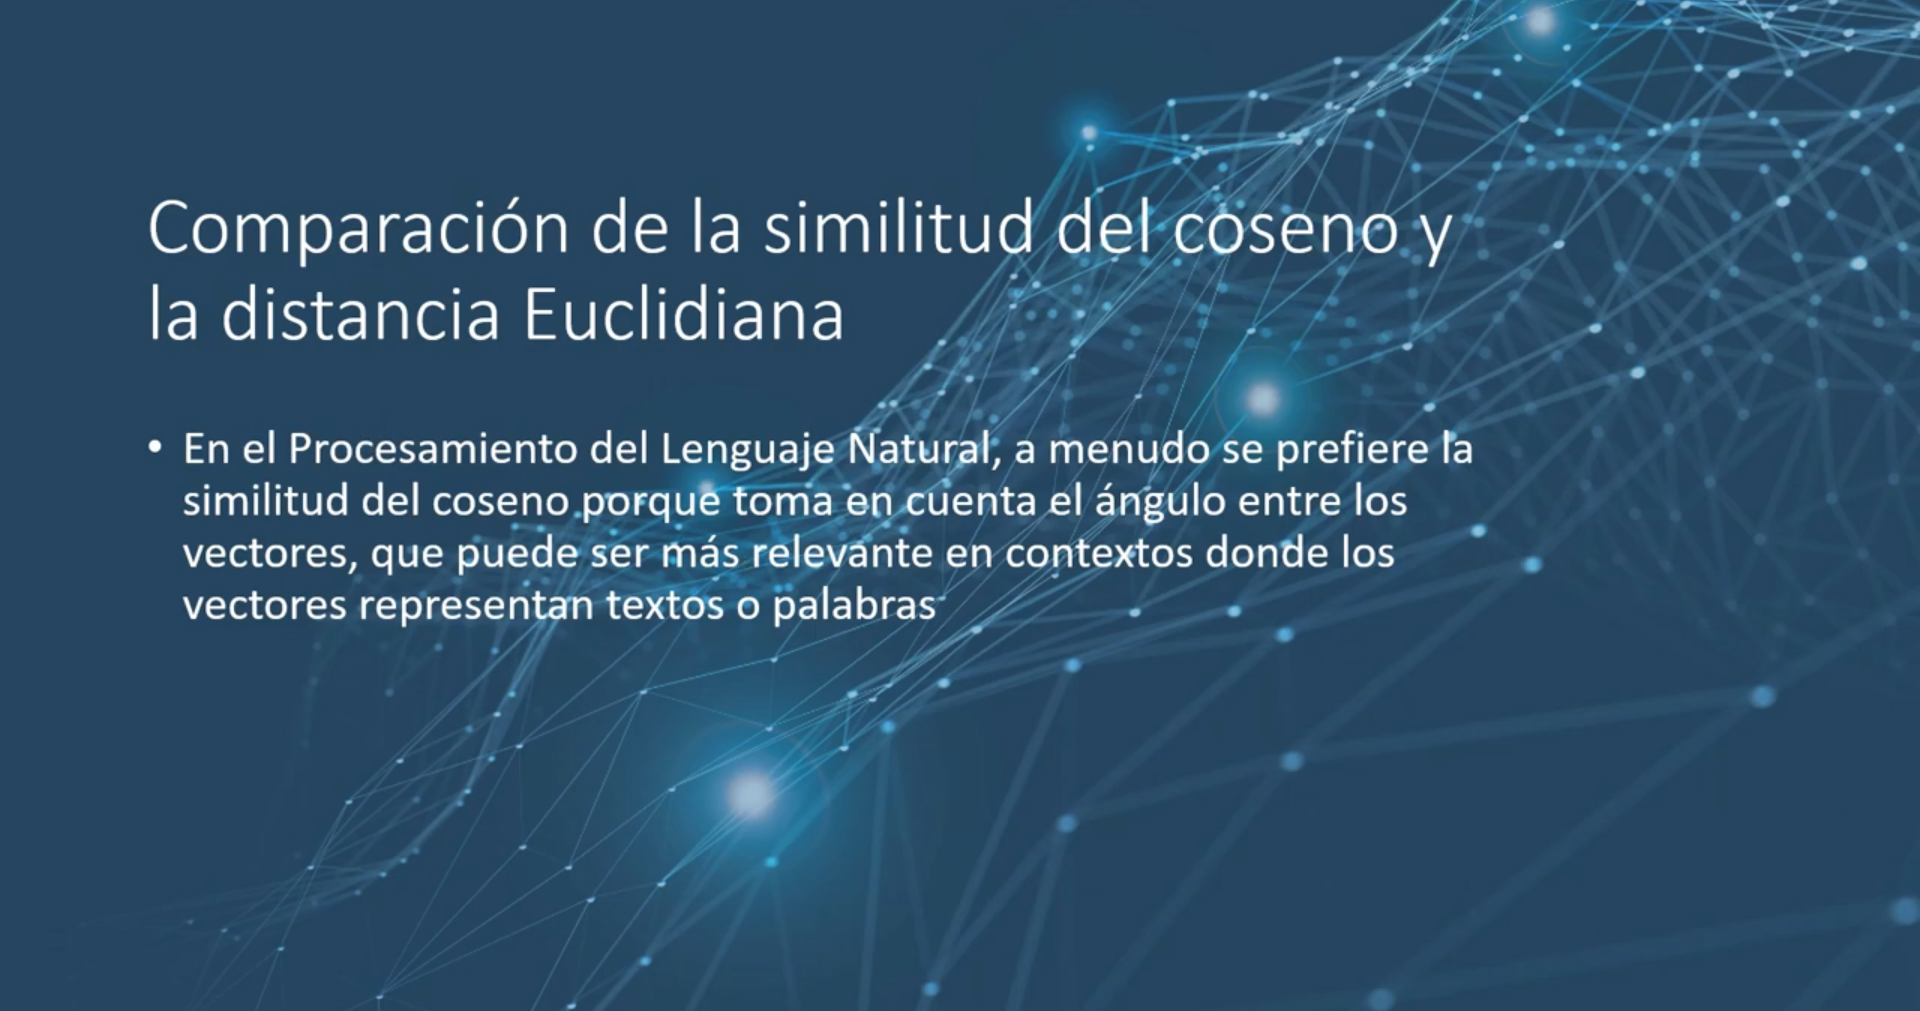 Comparación de la similitud del coseno y
la distancia Euclidiana
• En el Procesamiento del Lenguaje Natural, a menudo se prefiere la
similitud del coseno porque toma en cuenta el ángulo entre los
vectores, que puede ser más relevante en contextos donde los
vectores representan textos o palabras